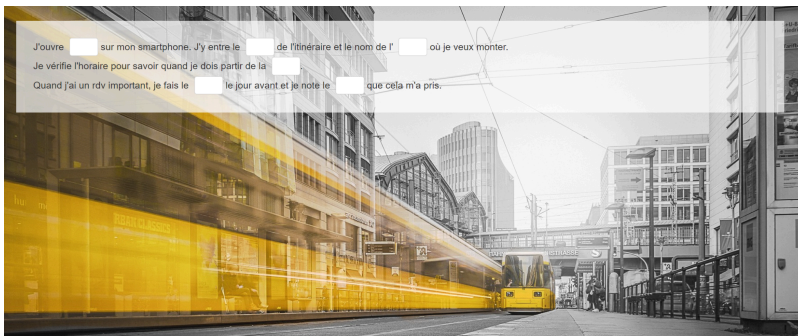 J'ouvre sur mon smartphone. J'y entre le de l'itinéraire et le nom de l' où je veux monter.
Je vérifie l'horaire pour savoir quand je dois partir de la .
Quand j'ai un rdv important, je fais le le jour avant et je note le que cela m'a pris.
URBAN CLASSICS